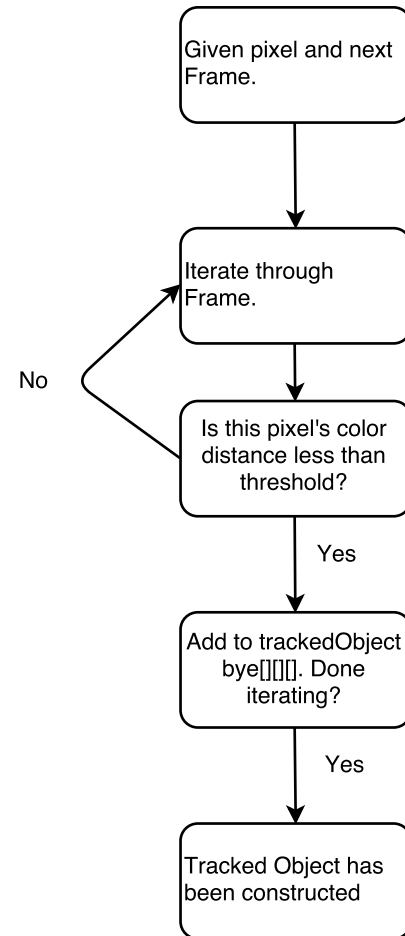 Given pixel and next
Frame.
Iterate through
Frame.
No
Is this pixel's color
distance less than
threshold?
Yes
Add to trackedObject
bye[][][]. Done
iterating?
Yes
Tracked Object has
been constructed